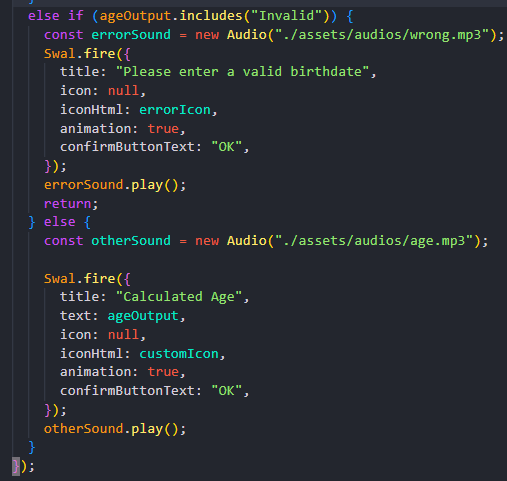 else if (ageOutput.includes("Invalid")) {
const errorSound = new Audio("./assets/audios/wrong.mp3");
Swal.fire({
title: "Please enter a valid birthdate",
icon: null,
iconHtml: errorIcon,
animation: true,
confirmButtonText: "OK",
});
errorSound.play();
return;
} else {
const otherSound = new Audio("./assets/audios/age.mp3");
Swal.fire({
title: "Calculated Age",
text: ageOutput,
icon: null,
iconHtml: customIcon,
animation: true,
confirmButtonText: "OK",
});
otherSound.play();
}
});